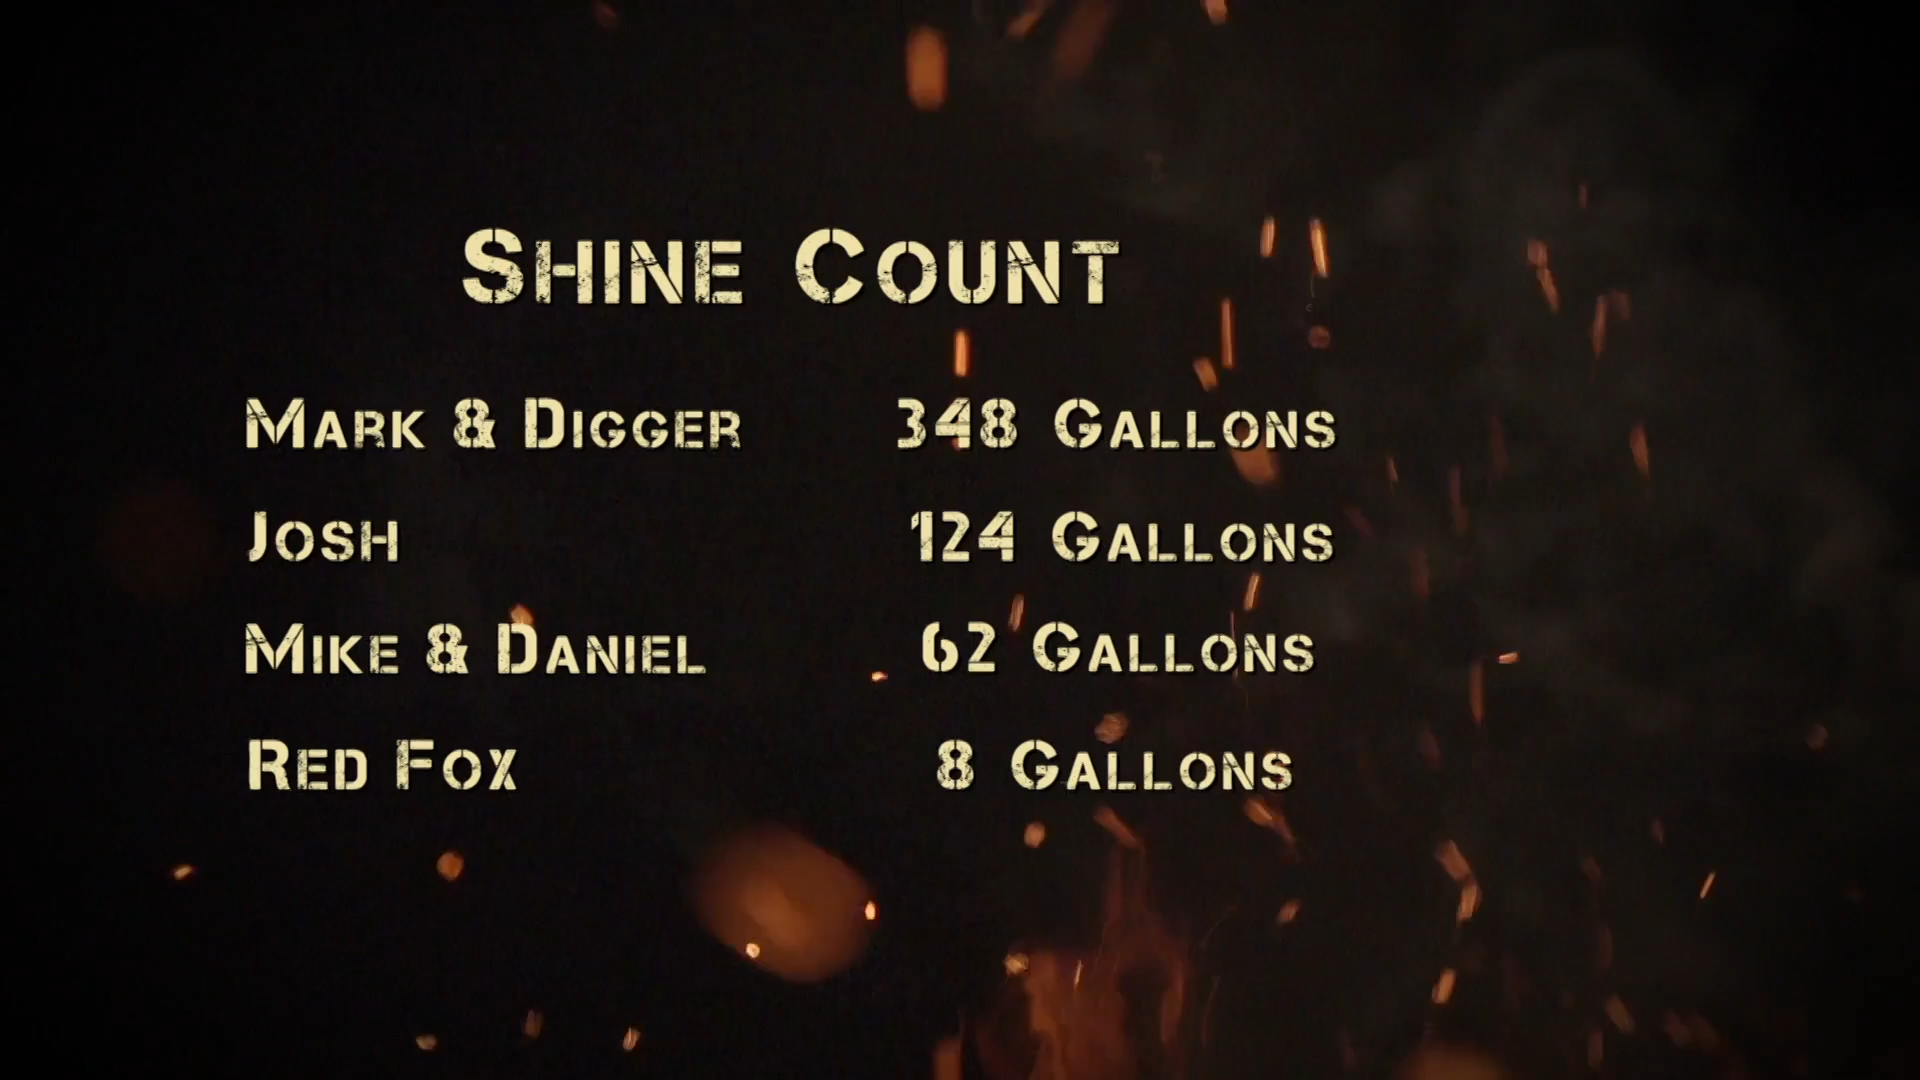 Shine Count
Mark & Digger 348 Gallons
Josh 124 Gallons
Mike & Daniel 62 Gallons
Red Fox 8 Gallons